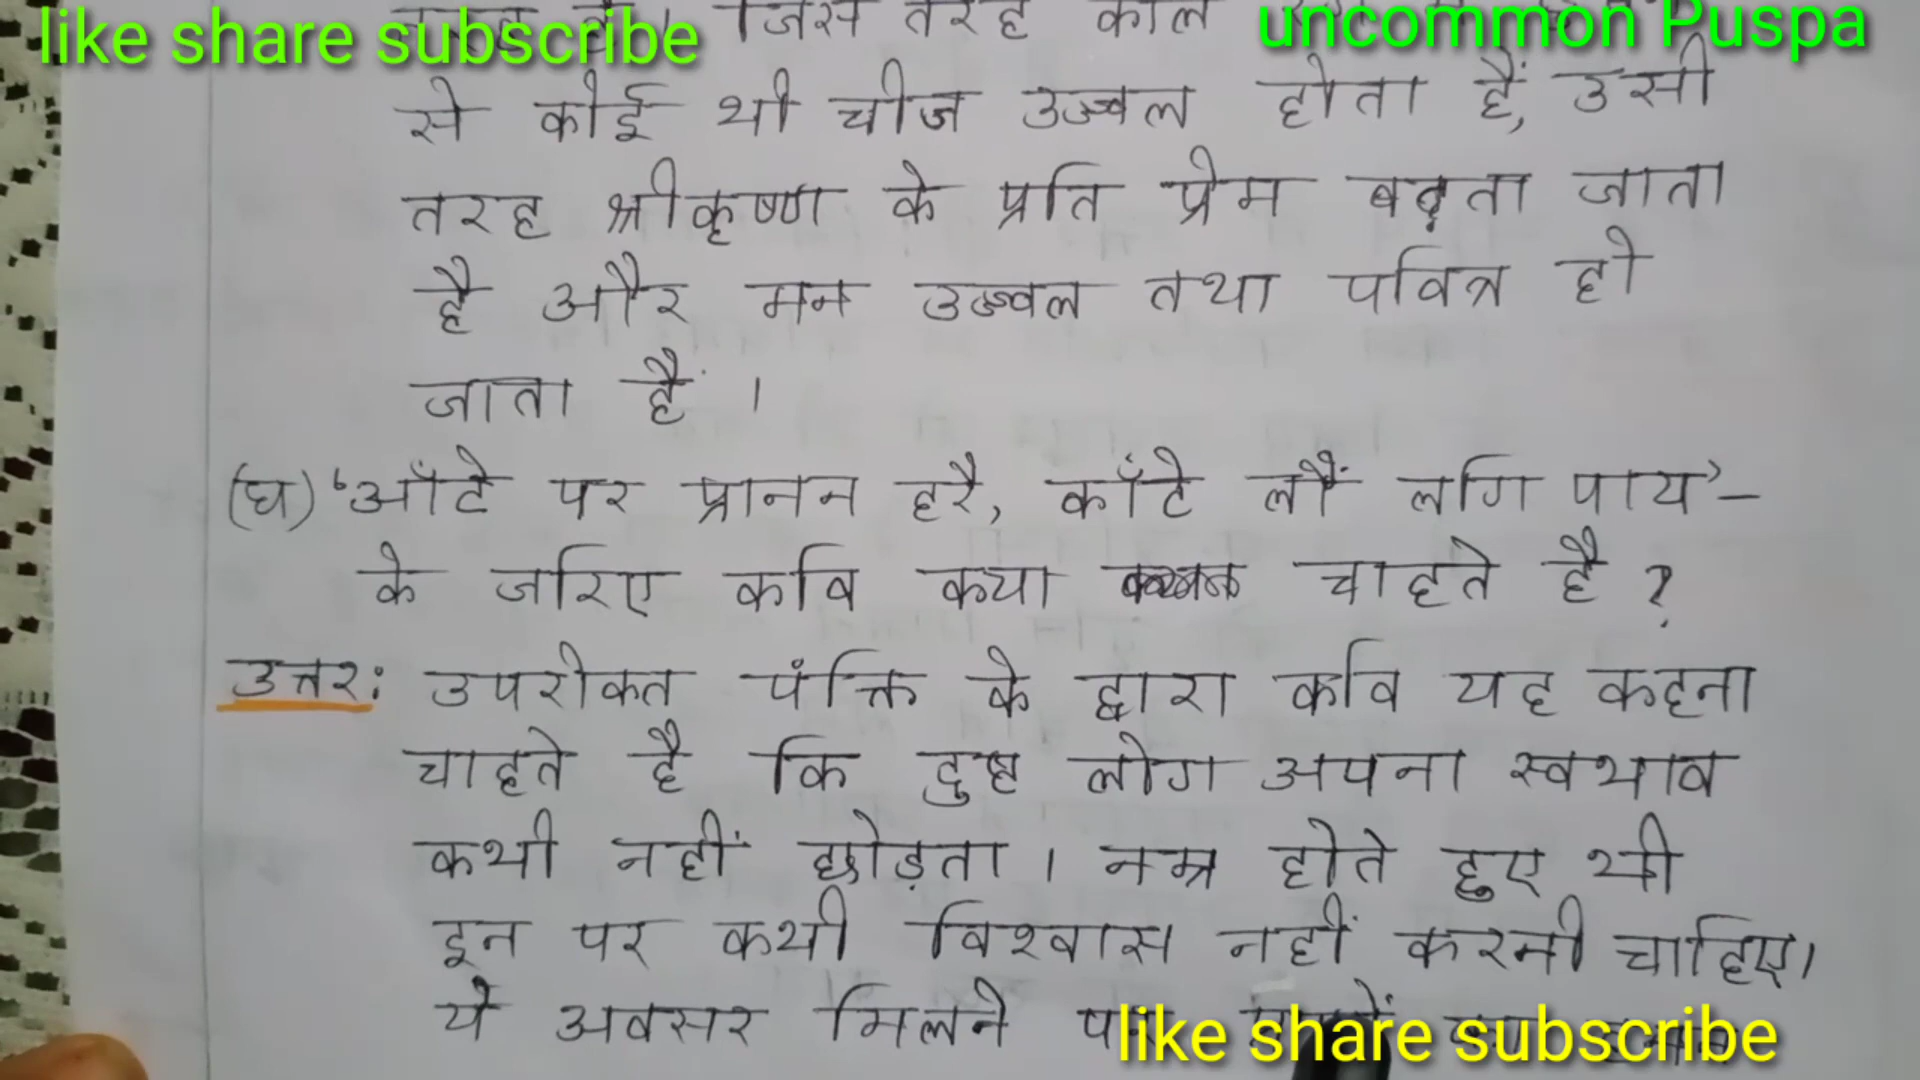 like share subscribe
uncommon Puspa
जिस तरह काले
से कोई भी चीज उज्वल होता हैं, उसी
तरह श्रीकृष्ण के प्रति प्रेम बढ़ता जाता
है और मन उज्वल तथा पवित्र हो
जाता हैं ।
(घ) 'आँटे पर प्रानन हरै, काँटे लौं लगि पाय'-
के जरिए कवि क्या चाहते है ?
उत्तर: उपरोक्त पंक्ति के द्वारा कवि यह कहना
चाहते है कि दुष्ट लोग अपना स्वभाव
कभी नहीं छोड़ता । नम्र होते हुए भी
इन पर कभी विश्वास नहीं करनी चाहिए।
ये अवसर मिलने पर
like share subscribe